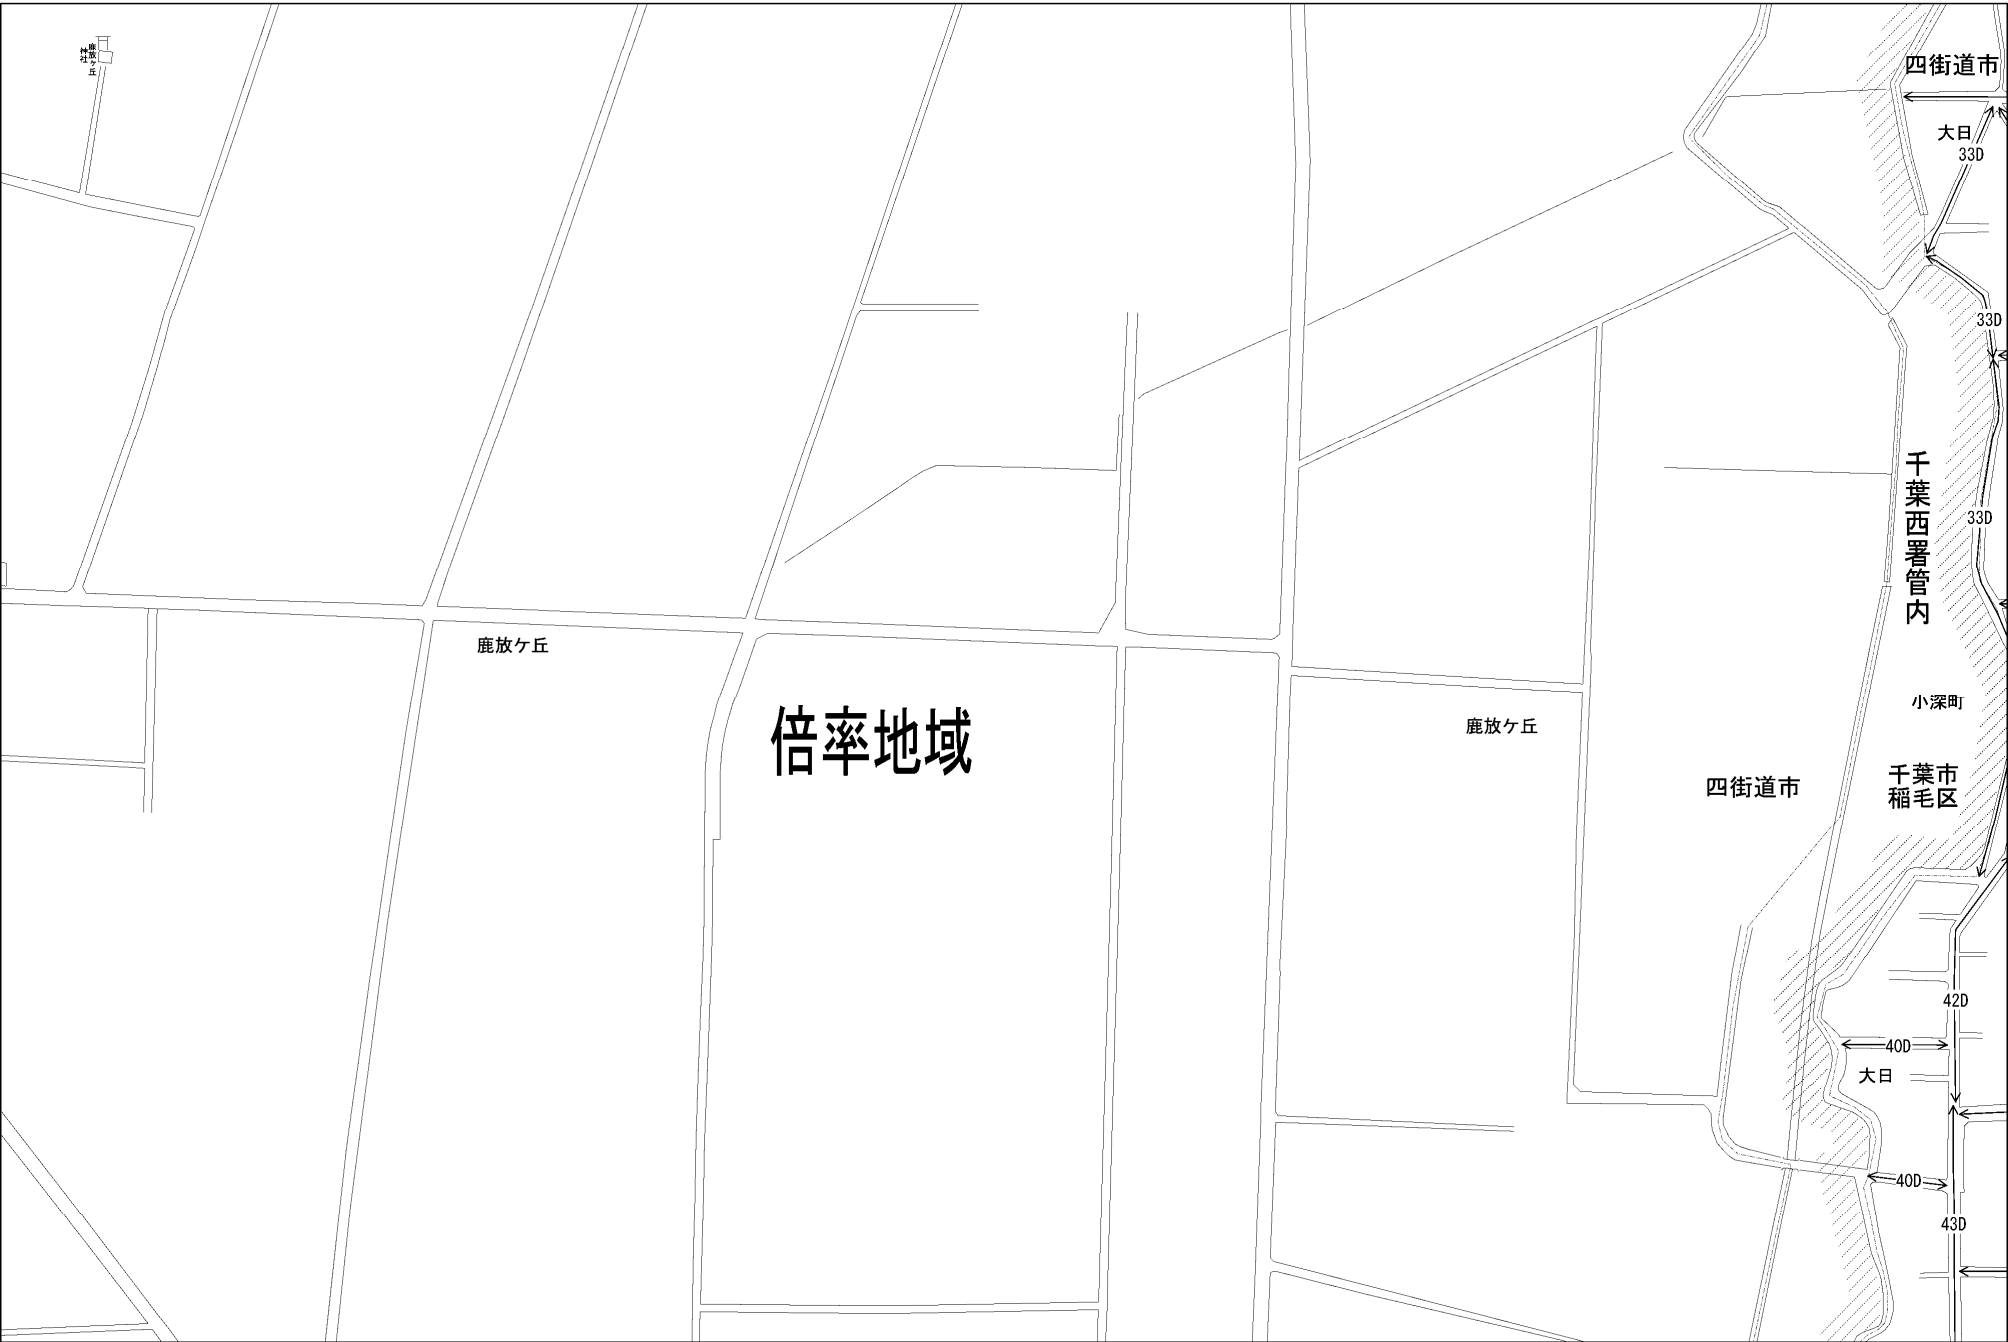 鹿放ケ丘
神社
四街道市
大日
33D
33D
33D
千葉西署管内
鹿放ケ丘
小深町
倍率地域
鹿放ケ丘
四街道市
千葉市
稲毛区
42D
40D
大日
40D
43D